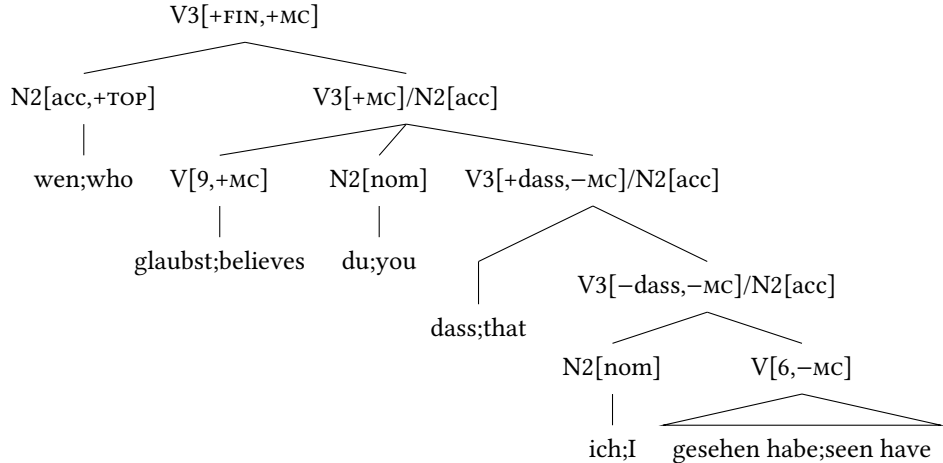 V3[+FIN,+MC]
N2[acc,+TOP] V3[+MC]/N2[acc]
wen;who V[9,+MC] N2[nom] V3[+dass,−MC]/N2[acc]
glaubst;believes du;you V3[−dass,−MC]/N2[acc]
dass;that
N2[nom] V[6,−MC]
ich;I gesehen habe;seen have